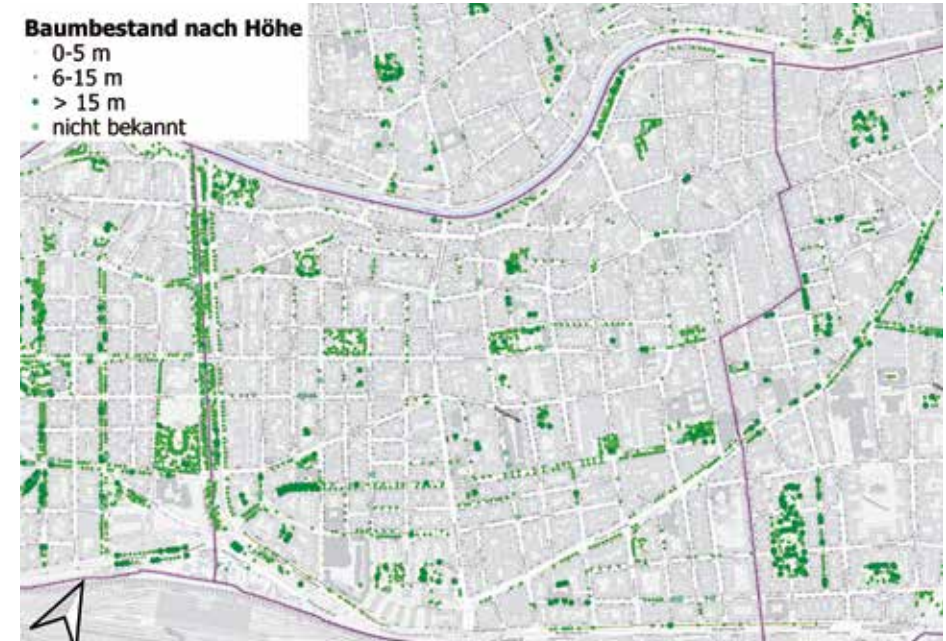 Baumbestand nach Höhe
0-5 m
6-15 m
> 15 m
nicht bekannt